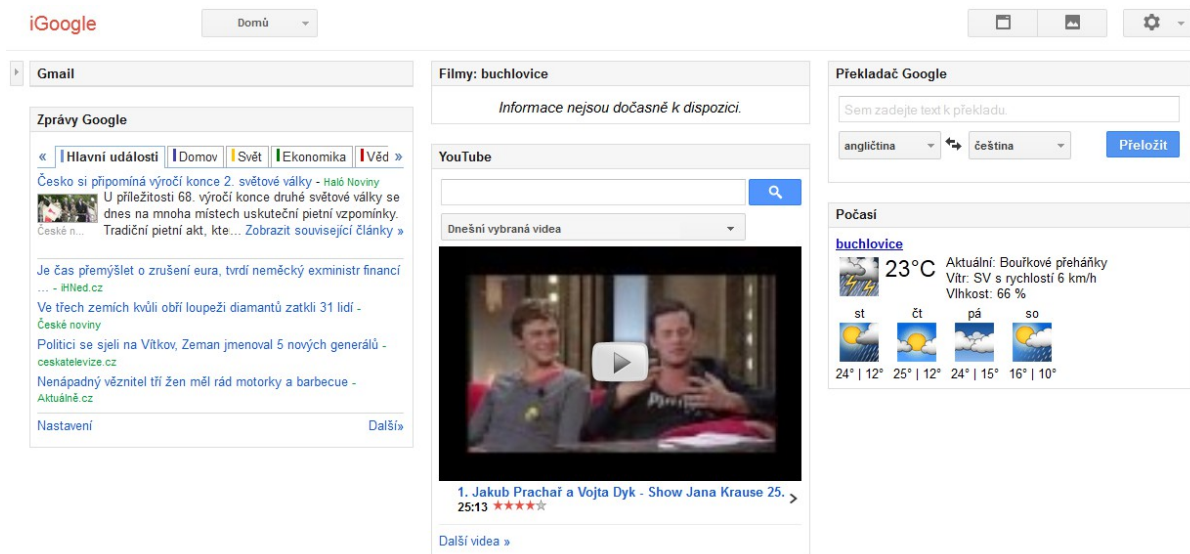 iGoogle
Domů
Gmail
Zprávy Google
« Hlavní události Domov Svět Ekonomika Věd »
Česko si připomíná výročí konce 2. světové války - Haló Noviny
U příležitosti 68. výročí konce druhé světové války se
dnes na mnoha místech uskuteční pietní vzpomínky.
České n... Tradiční pietní akt, kte… Zobrazit související články »
Je čas přemýšlet o zrušení eura, tvrdí německý exministr financí
… - iHNed.cz
Ve třech zemích kvůli obří loupeži diamantů zatkli 31 lidí -
České noviny
Politici se sjeli na Vítkov, Zeman jmenoval 5 nových generálů -
ceskatelevize.cz
Nenápadný věznitel tří žen měl rád motorky a barbecue -
Aktuálně.cz
Nastavení Další»
Filmy: buchlovice
Informace nejsou dočasně k dispozici.
YouTube
Dnešní vybraná videa
1. Jakub Prachař a Vojta Dyk - Show Jana Krause 25.
25:13
Další videa »
Překladač Google
Sem zadejte text k překladu.
angličtina čeština Přeložit
Počasí
buchlovice
23°C
Aktuální: Bouřkové přeháňky
Vítr: SV s rychlostí 6 km/h
Vlhkost: 66 %
st čt pá so
24° | 12° 25° | 12° 24° | 15° 16° | 10°